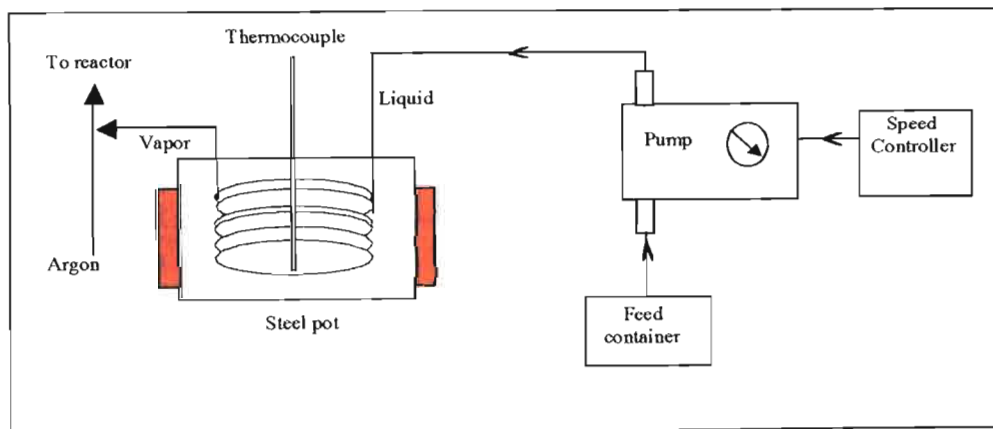 Thermocouple
To reactor
Liquid
Vapor
Pump
Speed
Controller
Argon
Steel pot
Feed
container